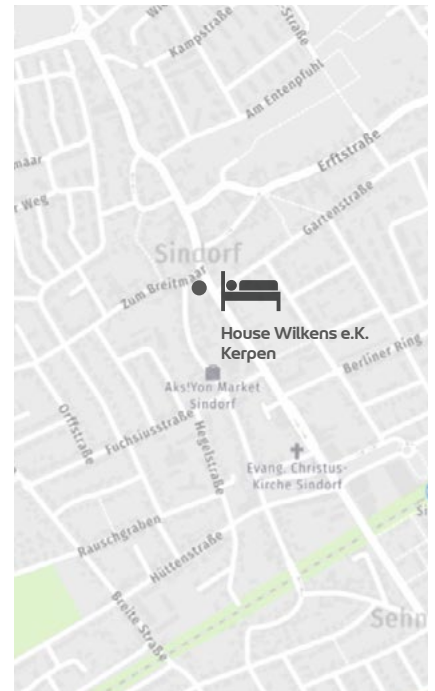 Kampstraße
Straße
Am Entenpfuhl
Erftstraße
maar
r Weg
Gartenstraße
Sindorf
Zum Breitmaar
House Wilkens e.K.
Kerpen
Berliner Ring
Aks!Yon Market
Sindorf
Orffstraße
Fuchsiusstraße
Hegelstraße
Evang. Christus-
Kirche Sindorf
Rauschgraben
Hüttenstraße
Si
Breite Straße
Sehn